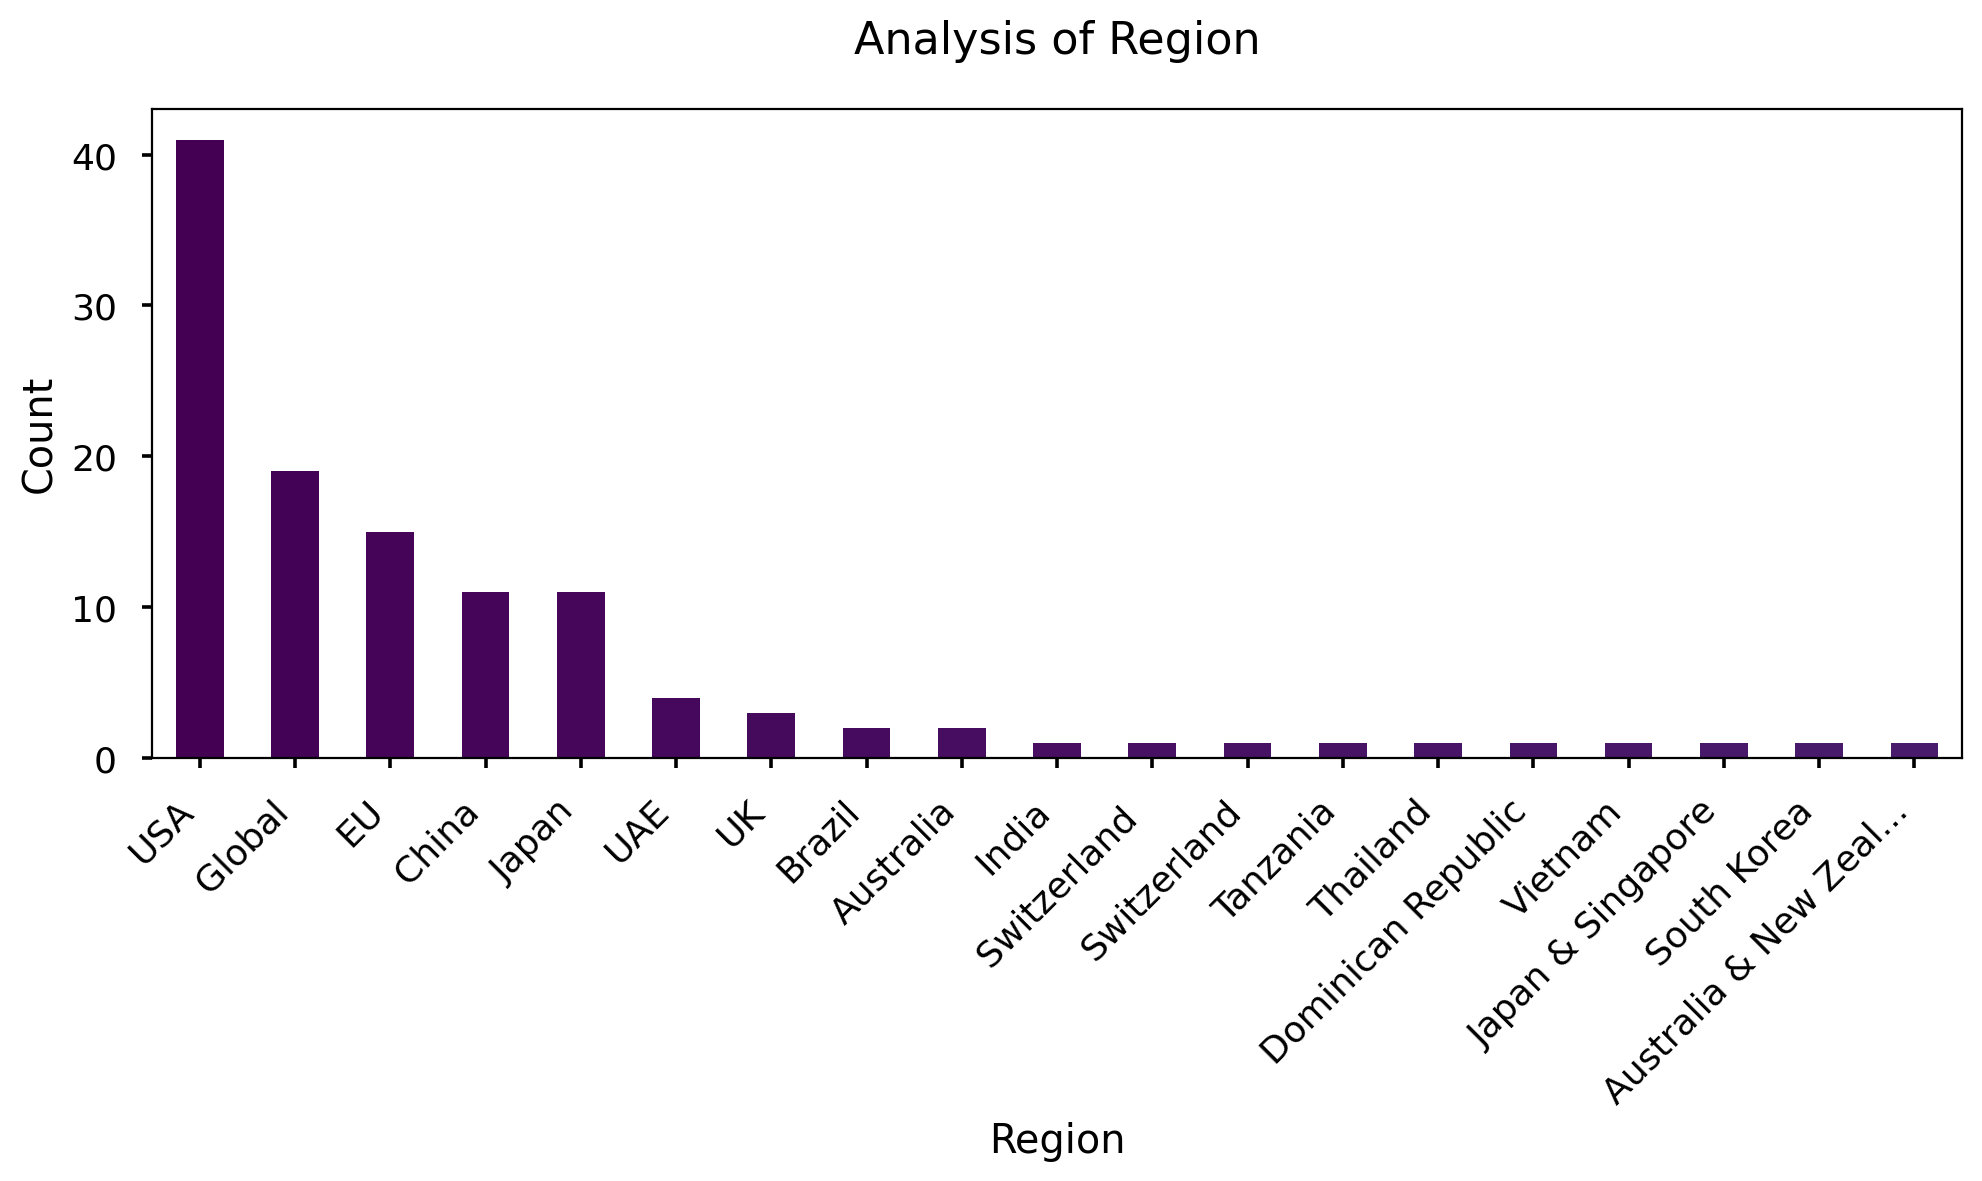 Analysis of Region
Count
40
30
20
10
0
USA
Global
EU
China
Japan
UAE
UK
Brazil
Australia
India
Switzerland
Switzerland
Tanzania
Thailand
Dominican Republic
Vietnam
Japan & Singapore
South Korea
Australia & New Zeal...
Region